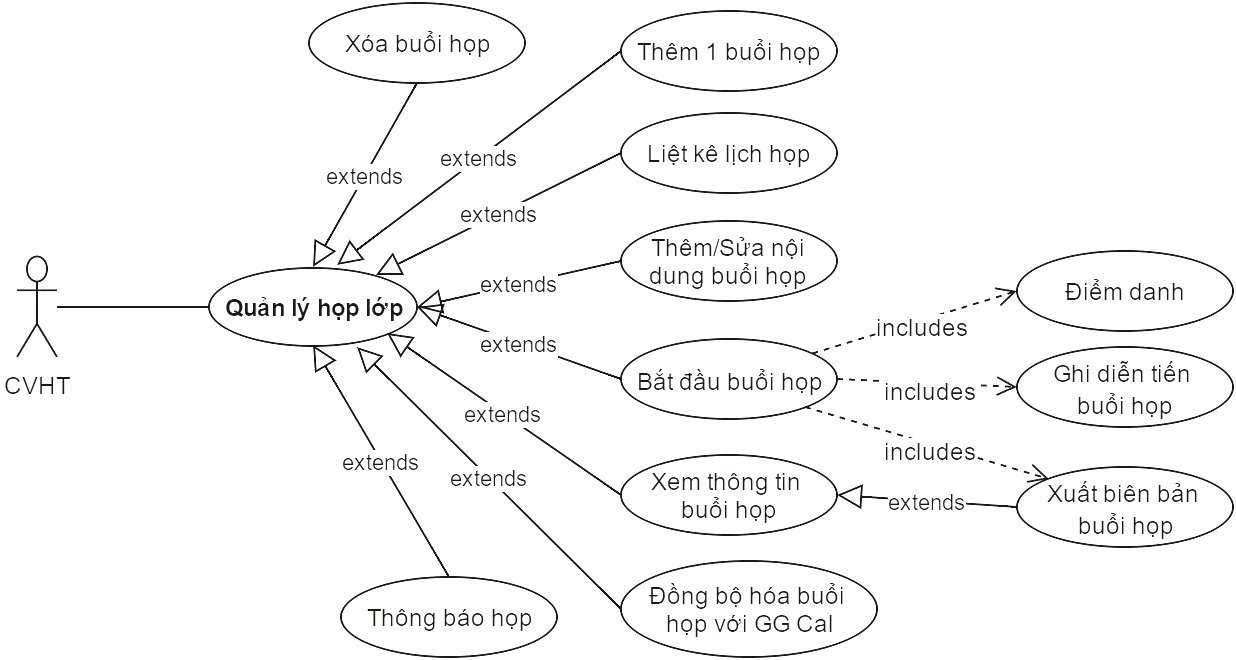 Xóa buổi họp
Thêm 1 buổi họp
extends
extends
Liệt kê lịch họp
extends
Thêm/Sửa nội
dung buổi họp
extends
Quản lý họp lớp
CVHT
extends
Bắt đầu buổi họp
includes
Điểm danh
includes
Ghi diễn tiến
buổi họp
includes
extends
Xem thông tin
buổi họp
extends
Xuất biên bản
buổi họp
extends
extends
Thông báo họp
Đồng bộ hóa buổi
họp với GG Cal